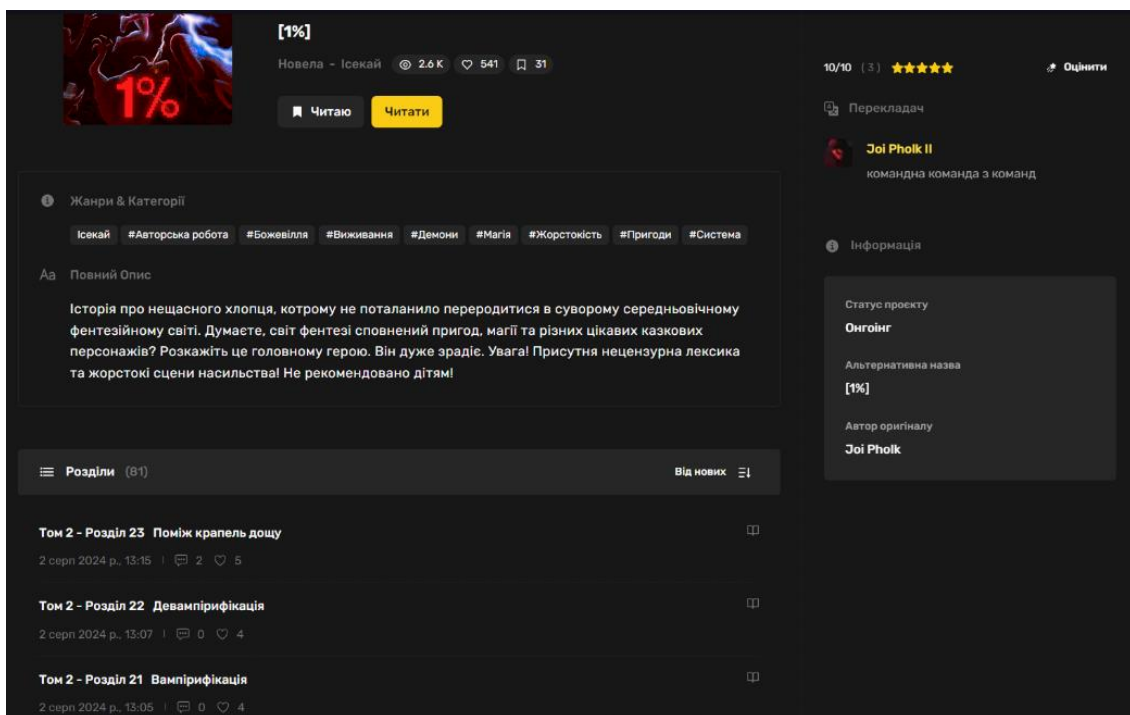 1%
[1%]
Новела - Ісекай 2.6 K 541 31
Читаю Читати
Жанри & Категорії
Ісекай #Авторська робота #Божевілля #Виживання #Демони #Магія #Жорстокість #Пригоди #Система
Aa Повний Опис
Історія про нещасного хлопця, котрому не поталанило переродитися в суворому середньовічному
фентезійному світі. Думаєте, світ фентезі сповнений пригод, магії та різних цікавих казкових
персонажів? Розкажіть це головному герою. Він дуже зрадіє. Увага! Присутня нецензурна лексика
та жорстокі сцени насильства! Не рекомендовано дітям!
Розділи (81)
Від нових
Том 2 - Розділ 23 Поміж крапель дощу
2 серп 2024 р., 13:15 2 5
Том 2 - Розділ 22 Девампірифікація
2 серп 2024 р., 13:07 0 4
Том 2 - Розділ 21 Вампірифікація
2 серп 2024 р., 13:05 0 4
10/10 (3) Оцінити
Перекладач
Joi Pholk II
командна команда з команд
Інформація
Статус проєкту
Онгоінг
Альтернативна назва
[1%]
Автор оригіналу
Joi Pholk